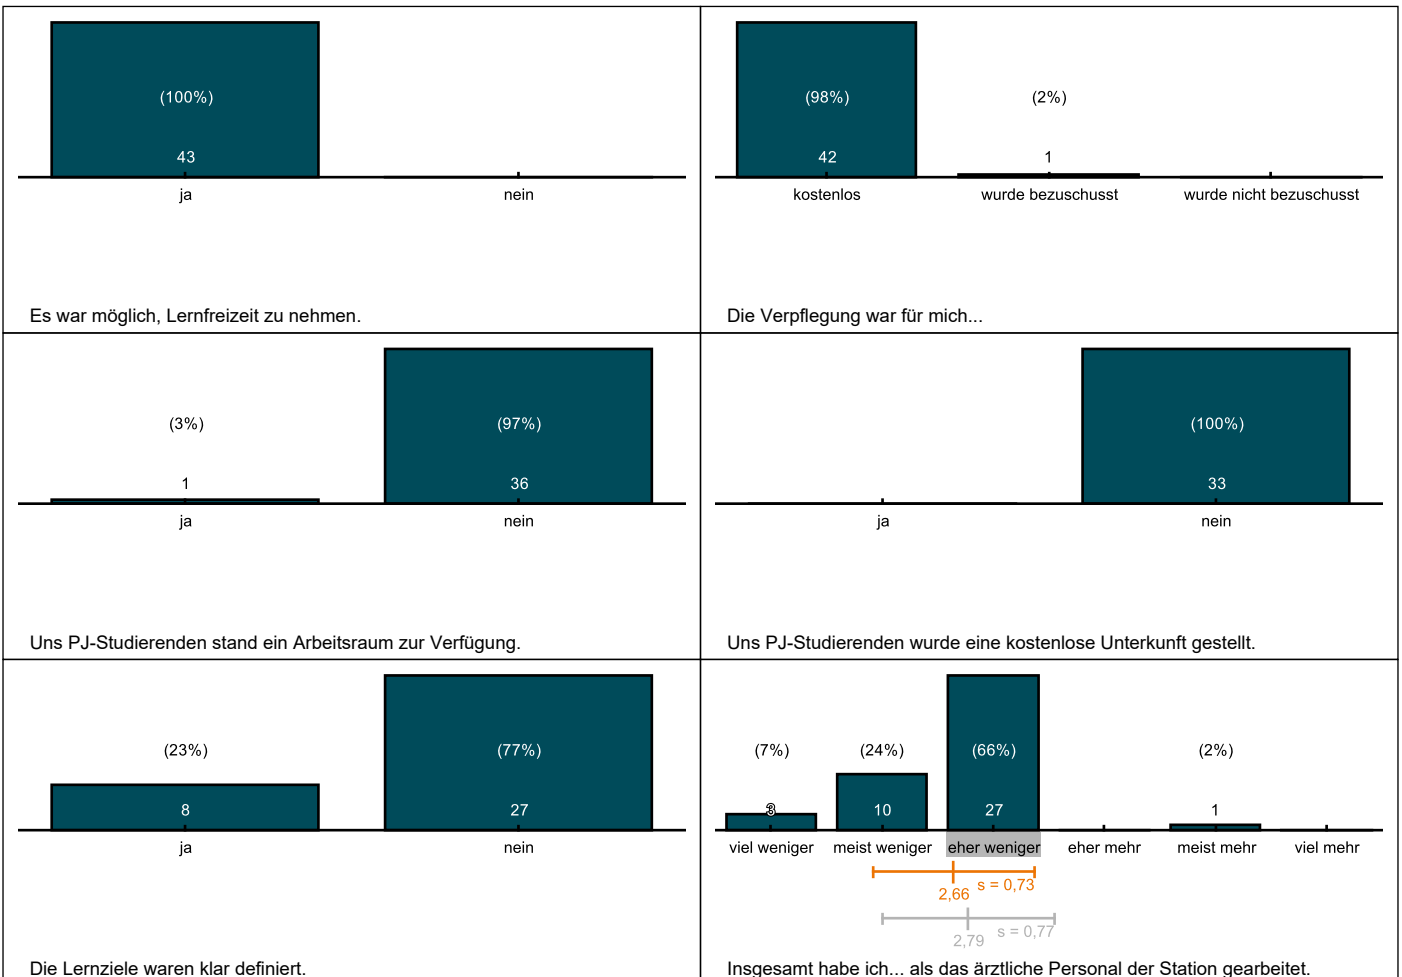 (100%)
43
ja
nein
Es war möglich, Lernfreizeit zu nehmen.
(98%)
(2%)
42
1
kostenlos
wurde bezuschusst
wurde nicht bezuschusst
Die Verpflegung war für mich...
(3%)
(97%)
1
36
ja
nein
Uns PJ-Studierenden stand ein Arbeitsraum zur Verfügung.
(100%)
33
ja
nein
Uns PJ-Studierenden wurde eine kostenlose Unterkunft gestellt.
(23%)
(77%)
8
27
ja
nein
Die Lernziele waren klar definiert.
(7%)
(24%)
(66%)
(2%)
3
10
27
1
viel weniger
meist weniger
eher weniger
eher mehr
meist mehr
viel mehr
2,66
s = 0,73
2,79
s = 0,77
Insgesamt habe ich... als das ärztliche Personal der Station gearbeitet.